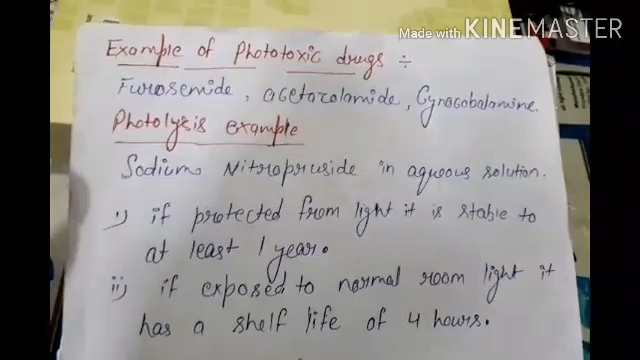 Made with KINEMASTER
Example of Phototoxic drugs ÷
Furosemide, acetazolamide, Cynacobalamine.
Photolysis example
Sodium Nitropruside in aqueous solution.
i) if protected from light it is stable to
at least 1 year.
ii) if exposed to normal room light it
has a shelf life of 4 hours.